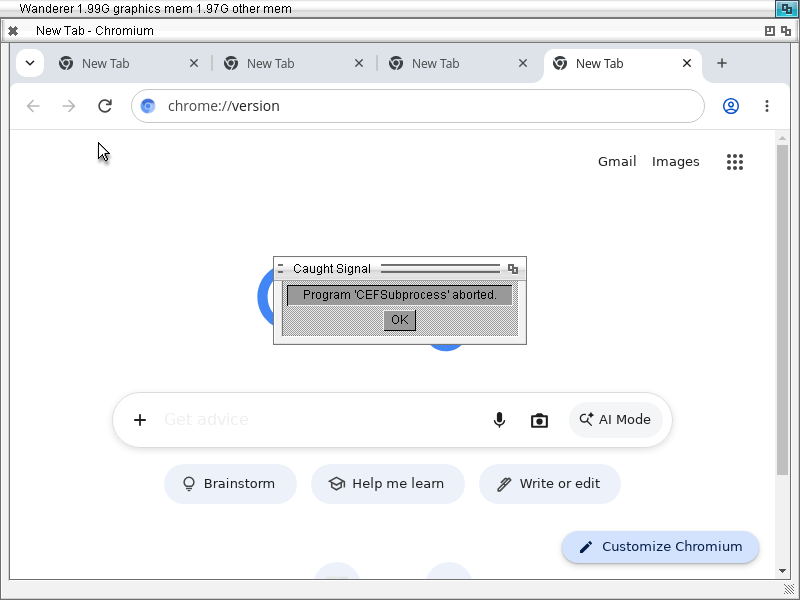 Wanderer 1.99G graphics mem 1.97G other mem
New Tab - Chromium
New Tab
New Tab
New Tab
New Tab
chrome://version
Gmail
Images
Caught Signal
Program 'CEFSubprocess' aborted.
OK
Get advice
AI Mode
Brainstorm
Help me learn
Write or edit
Customize Chromium